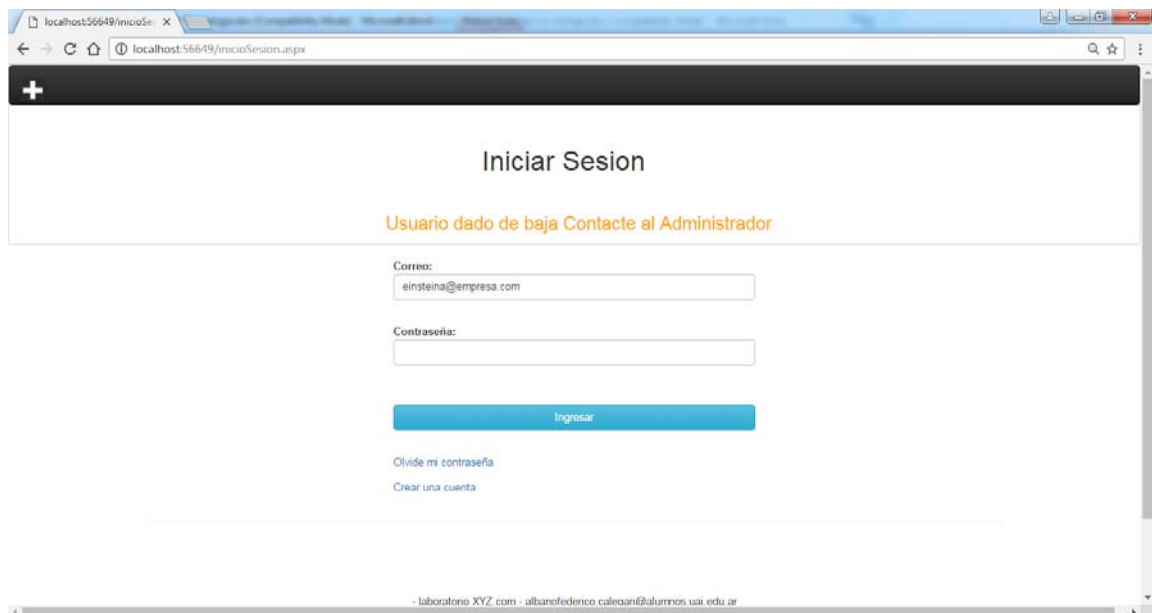 localhost:56649/inicioSe
localhost:56649/inicioSesion.aspx
Iniciar Sesion
Usuario dado de baja Contacte al Administrador
Correo:
einsteina@empresa.com
Contraseña:
Ingresar
Olvide mi contraseña
Crear una cuenta
- laboratorio XYZ.com - albanofederico.calegari@alumnos.uai.edu.ar